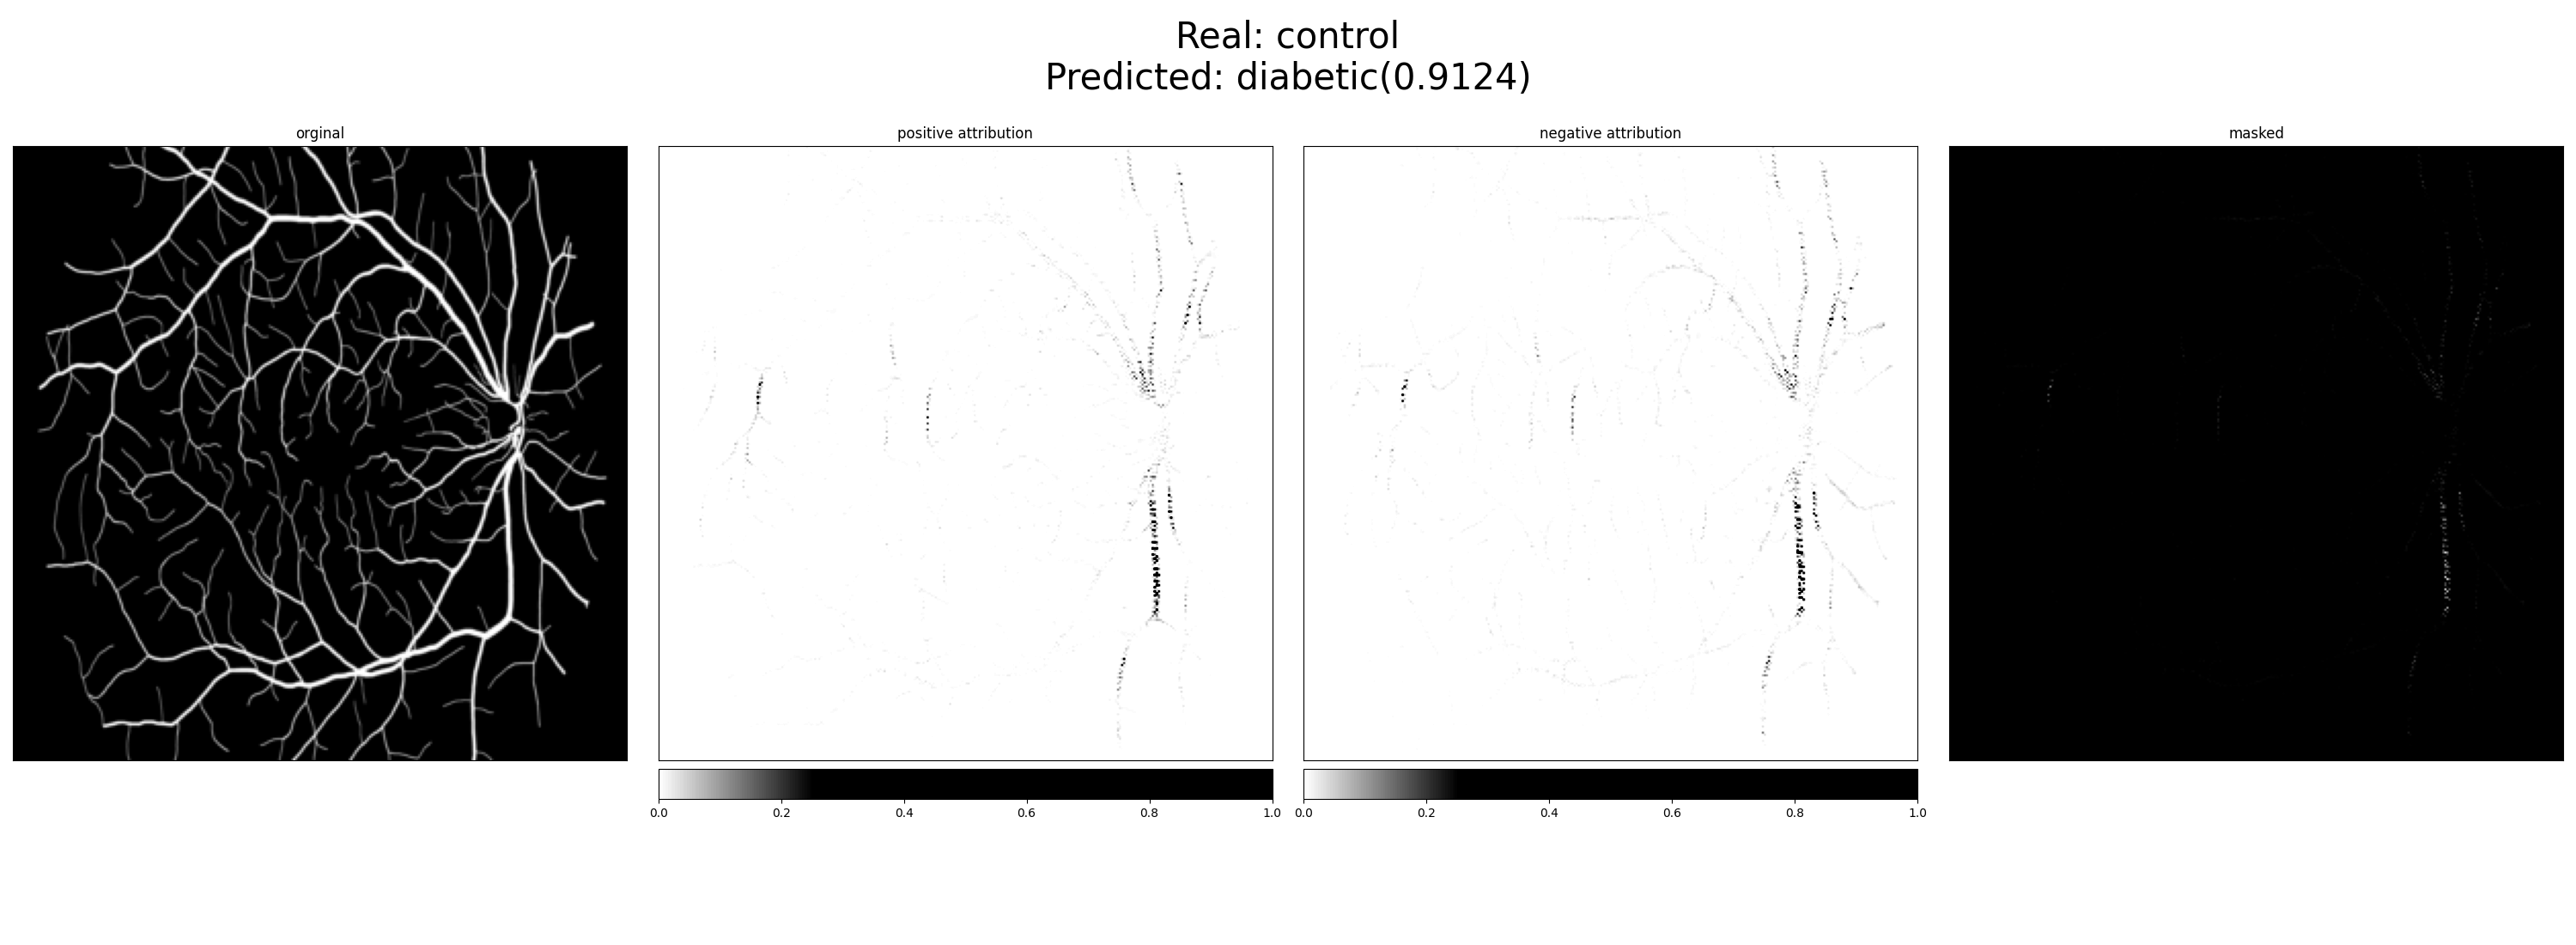 Real: control
Predicted: diabetic(0.9124)
orginal
positive attribution
negative attribution
masked
0.0 0.2 0.4 0.6 0.8 1.0
0.0 0.2 0.4 0.6 0.8 1.0